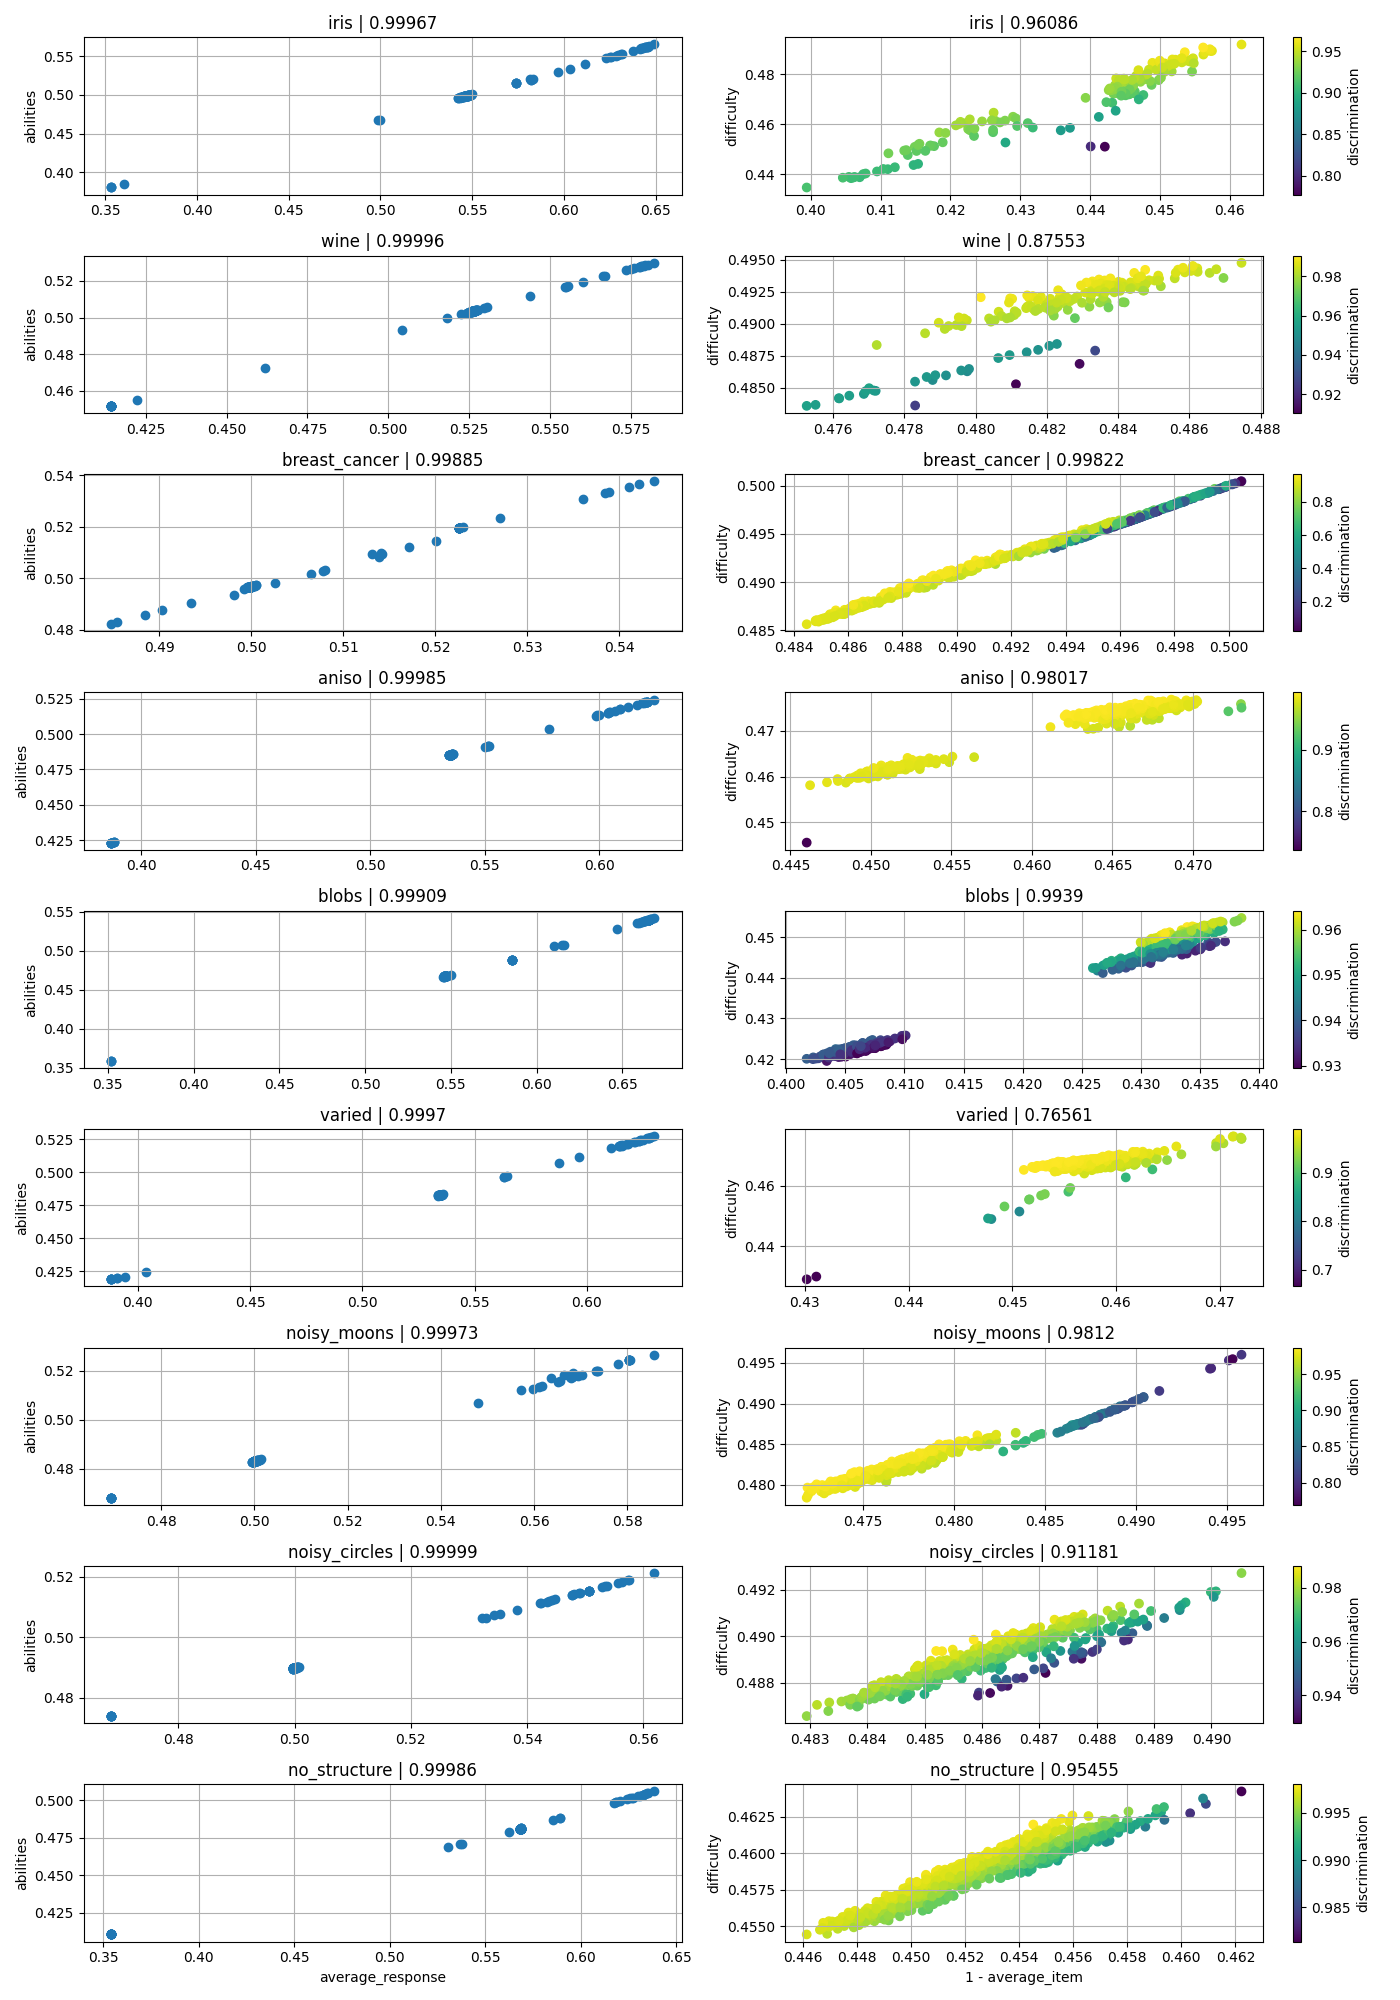 iris | 0.99967
abilities
0.55
0.50
0.45
0.40
0.35 0.40 0.45 0.50 0.55 0.60 0.65
iris | 0.96086
difficulty
0.48
0.46
0.44
0.40 0.41 0.42 0.43 0.44 0.45 0.46
0.95
0.90
0.85
0.80
discrimination
wine | 0.99996
abilities
0.52
0.50
0.48
0.46
0.425 0.450 0.475 0.500 0.525 0.550 0.575
wine | 0.87553
difficulty
0.4950
0.4925
0.4900
0.4875
0.4850
0.476 0.478 0.480 0.482 0.484 0.486 0.488
0.98
0.96
0.94
0.92
discrimination
breast_cancer | 0.99885
abilities
0.54
0.52
0.50
0.48
0.49 0.50 0.51 0.52 0.53 0.54
breast_cancer | 0.99822
difficulty
0.500
0.495
0.490
0.485
0.484 0.486 0.488 0.490 0.492 0.494 0.496 0.498 0.500
0.8
0.6
0.4
0.2
discrimination
aniso | 0.99985
abilities
0.525
0.500
0.475
0.450
0.425
0.40 0.45 0.50 0.55 0.60
aniso | 0.98017
difficulty
0.47
0.46
0.45
0.445 0.450 0.455 0.460 0.465 0.470
0.9
0.8
discrimination
blobs | 0.99909
abilities
0.55
0.50
0.45
0.40
0.35
0.35 0.40 0.45 0.50 0.55 0.60 0.65
blobs | 0.9939
difficulty
0.45
0.44
0.43
0.42
0.400 0.405 0.410 0.415 0.420 0.425 0.430 0.435 0.440
0.96
0.95
0.94
0.93
discrimination
varied | 0.9997
abilities
0.525
0.500
0.475
0.450
0.425
0.40 0.45 0.50 0.55 0.60
varied | 0.76561
difficulty
0.46
0.44
0.43 0.44 0.45 0.46 0.47
0.9
0.8
0.7
discrimination
noisy_moons | 0.99973
abilities
0.52
0.50
0.48
0.48 0.50 0.52 0.54 0.56 0.58
noisy_moons | 0.9812
difficulty
0.495
0.490
0.485
0.480
0.475 0.480 0.485 0.490 0.495
0.95
0.90
0.85
0.80
discrimination
noisy_circles | 0.99999
abilities
0.52
0.50
0.48
0.48 0.50 0.52 0.54 0.56
noisy_circles | 0.91181
difficulty
0.492
0.490
0.488
0.483 0.484 0.485 0.486 0.487 0.488 0.489 0.490
0.98
0.96
0.94
discrimination
no_structure | 0.99986
abilities
0.500
0.475
0.450
0.425
0.35 0.40 0.45 0.50 0.55 0.60 0.65
average_response
no_structure | 0.95455
difficulty
0.4625
0.4600
0.4575
0.4550
0.446 0.448 0.450 0.452 0.454 0.456 0.458 0.460 0.462
1 - average_item
0.995
0.990
0.985
discrimination